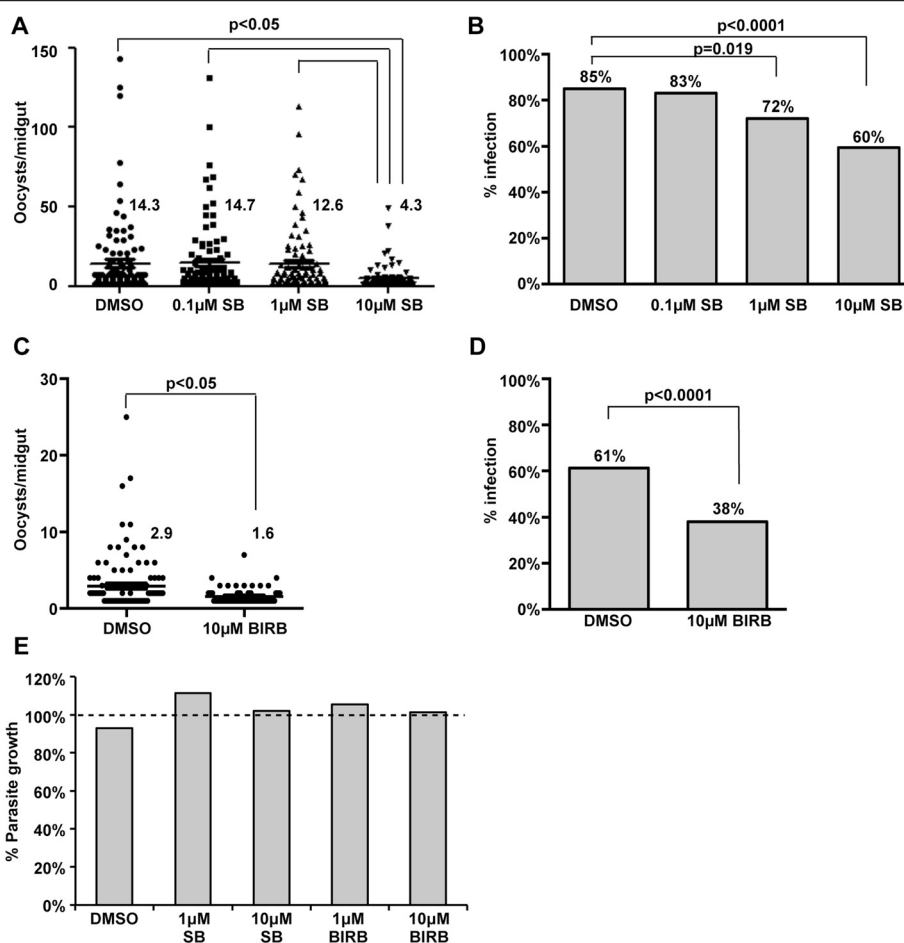 A
p<0.05
150
100
50
0
Oocysts/midgut
14.3
14.7
12.6
4.3
DMSO
0.1µM SB
1µM SB
10µM SB
B
p<0.0001
p=0.019
100%
80%
60%
40%
20%
0%
% infection
85%
83%
72%
60%
DMSO
0.1µM SB
1µM SB
10µM SB
C
p<0.05
30
20
10
0
Oocysts/midgut
2.9
1.6
DMSO
10µM BIRB
D
p<0.0001
100%
80%
60%
40%
20%
0%
% infection
61%
38%
DMSO
10µM BIRB
E
120%
100%
80%
60%
40%
20%
0%
% Parasite growth
DMSO
1µM
SB
10µM
SB
1µM
BIRB
10µM
BIRB